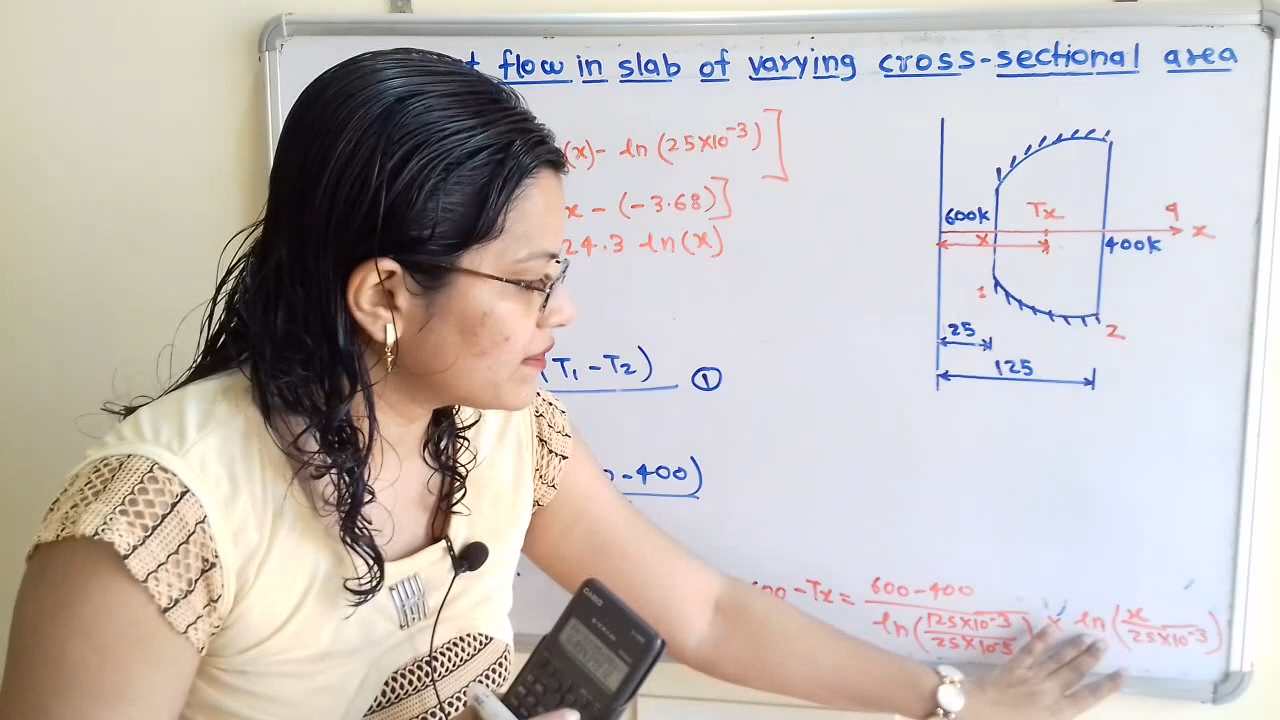 flow in slab of varying cross-sectional area
(x) - ln (25×10⁻³) ]
x - (-3.68) ]
24.3 ln(x)
(T₁ - T₂) ①
-400)
600k Tx q
x x
400k
1
2
25
125
-Tx = 600-400 / ln(125×10⁻³ / 25×10⁻³) × ln(x / 25×10⁻³)
CASIO